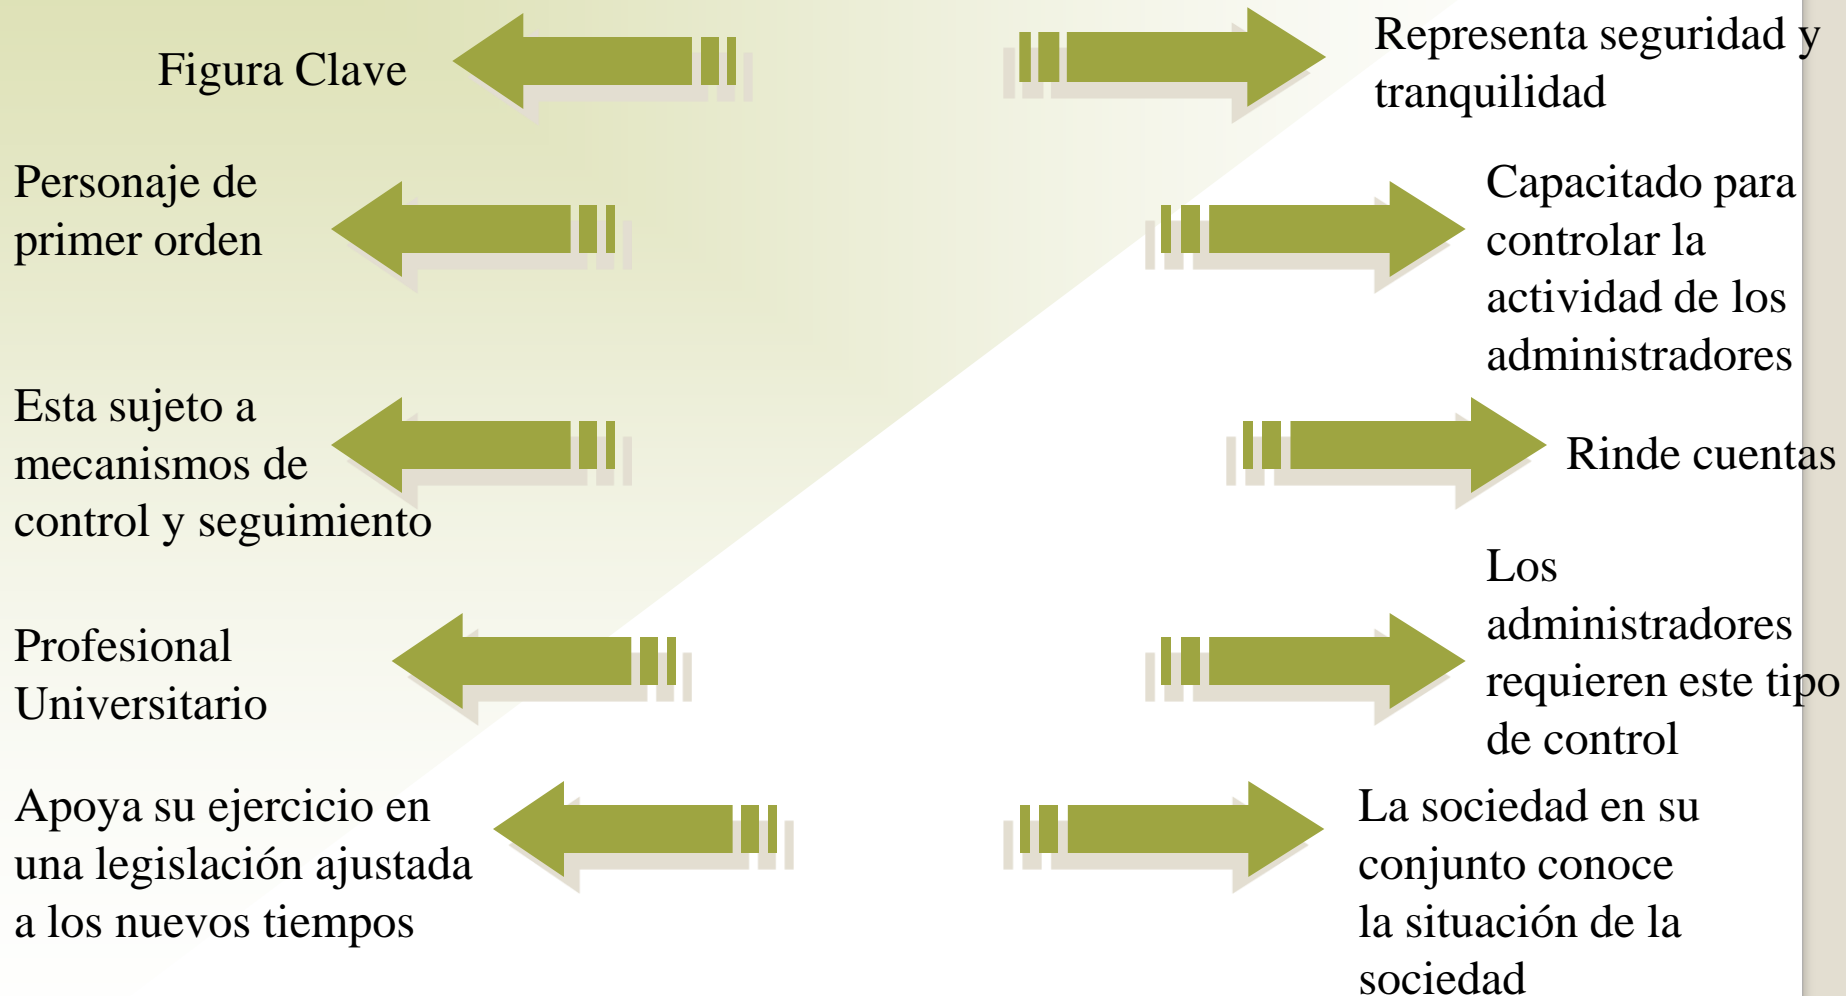 Figura Clave
Representa seguridad y
tranquilidad
Personaje de
primer orden
Capacitado para
controlar la
actividad de los
administradores
Esta sujeto a
mecanismos de
control y seguimiento
Rinde cuentas
Profesional
Universitario
Los
administradores
requieren este tipo
de control
Apoya su ejercicio en
una legislación ajustada
a los nuevos tiempos
La sociedad en su
conjunto conoce
la situación de la
sociedad